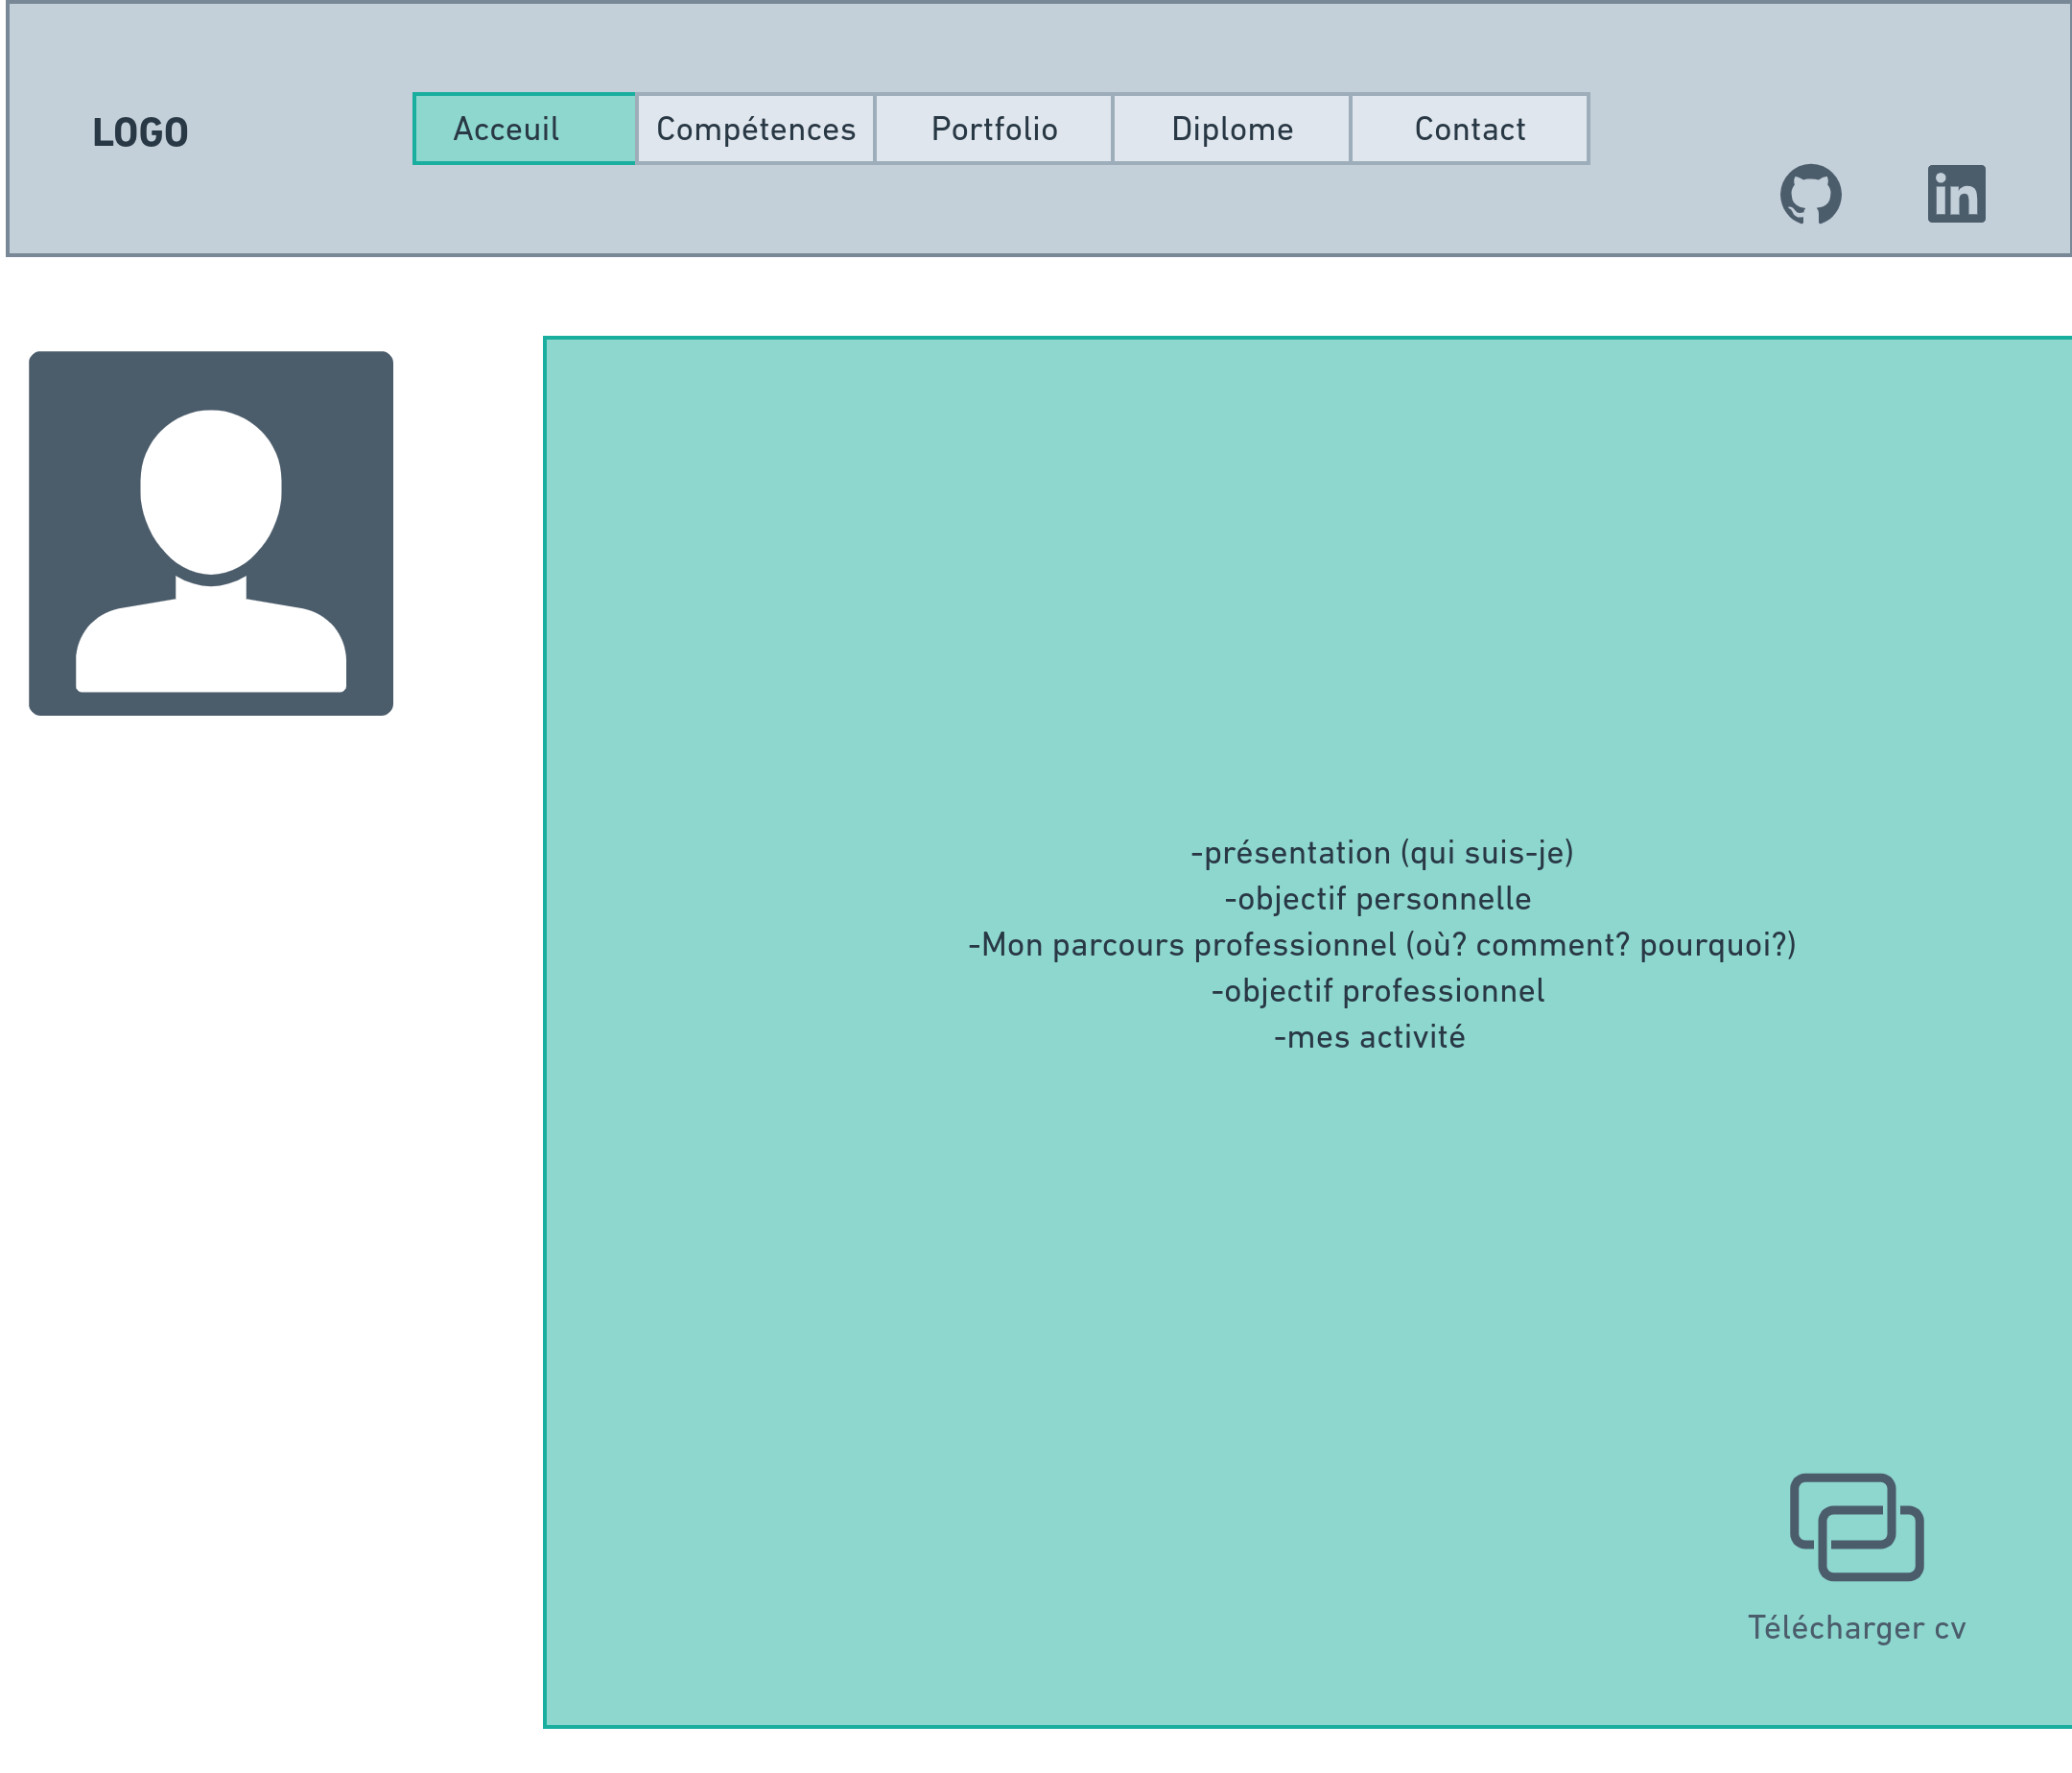 LOGO
Acceuil
Compétences
Portfolio
Diplome
Contact
in
-présentation (qui suis-je)
-objectif personnelle
-Mon parcours professionnel (où? comment? pourquoi?)
-objectif professionnel
-mes activité
Télécharger cv